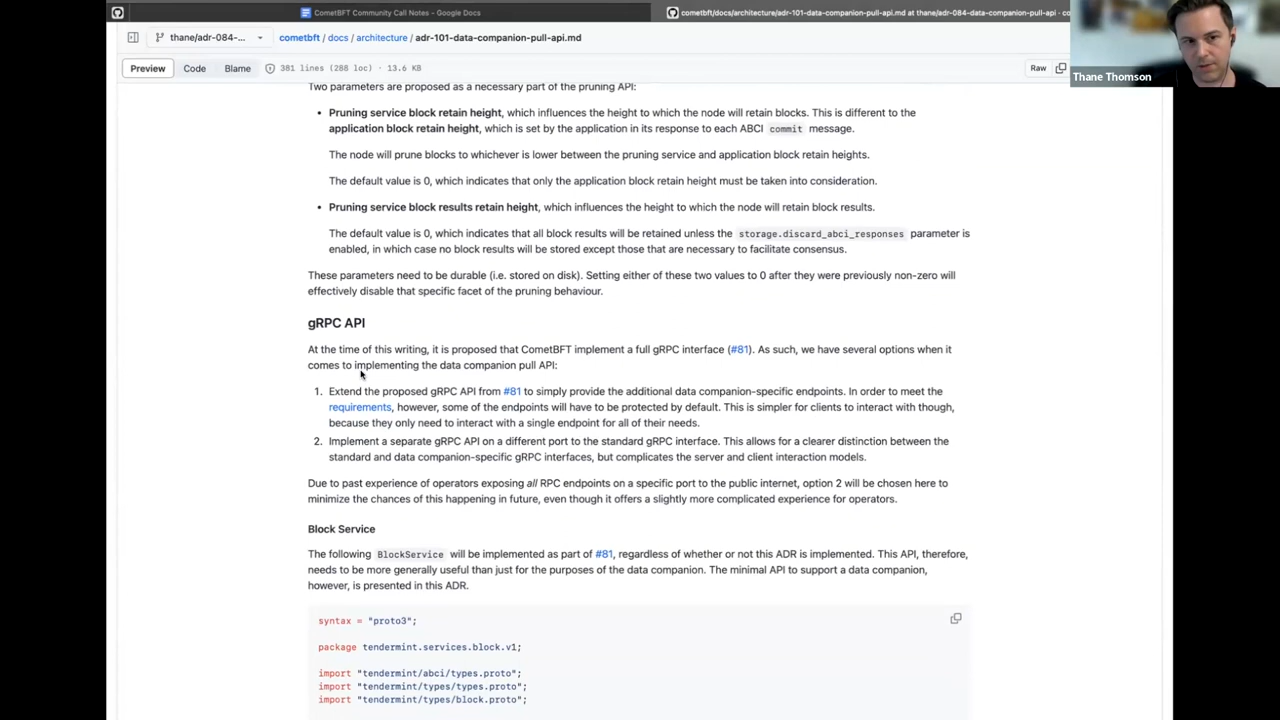 CometBFT Community Call Notes - Google Docs
cometbft/docs/architecture/adr-101-data-companion-pull-api.md at thane/adr-084-data-companion-pull-api · co
thane/adr-084-...
cometbft / docs / architecture / adr-101-data-companion-pull-api.md
Preview
Code
Blame
381 lines (288 loc) · 13.6 KB
Raw
Thane Thomson
Two parameters are proposed as a necessary part of the pruning API:
• Pruning service block retain height, which influences the height to which the node will retain blocks. This is different to the
application block retain height, which is set by the application in its response to each ABCI commit message.
The node will prune blocks to whichever is lower between the pruning service and application block retain heights.
The default value is 0, which indicates that only the application block retain height must be taken into consideration.
• Pruning service block results retain height, which influences the height to which the node will retain block results.
The default value is 0, which indicates that all block results will be retained unless the storage.discard_abci_responses parameter is
enabled, in which case no block results will be stored except those that are necessary to facilitate consensus.
These parameters need to be durable (i.e. stored on disk). Setting either of these two values to 0 after they were previously non-zero will
effectively disable that specific facet of the pruning behaviour.
gRPC API
At the time of this writing, it is proposed that CometBFT implement a full gRPC interface (#81). As such, we have several options when it
comes to implementing the data companion pull API:
1. Extend the proposed gRPC API from #81 to simply provide the additional data companion-specific endpoints. In order to meet the
requirements, however, some of the endpoints will have to be protected by default. This is simpler for clients to interact with though,
because they only need to interact with a single endpoint for all of their needs.
2. Implement a separate gRPC API on a different port to the standard gRPC interface. This allows for a clearer distinction between the
standard and data companion-specific gRPC interfaces, but complicates the server and client interaction models.
Due to past experience of operators exposing all RPC endpoints on a specific port to the public internet, option 2 will be chosen here to
minimize the chances of this happening in future, even though it offers a slightly more complicated experience for operators.
Block Service
The following BlockService will be implemented as part of #81, regardless of whether or not this ADR is implemented. This API, therefore,
needs to be more generally useful than just for the purposes of the data companion. The minimal API to support a data companion,
however, is presented in this ADR.
syntax = "proto3";
package tendermint.services.block.v1;
import "tendermint/abci/types.proto";
import "tendermint/types/types.proto";
import "tendermint/types/block.proto";